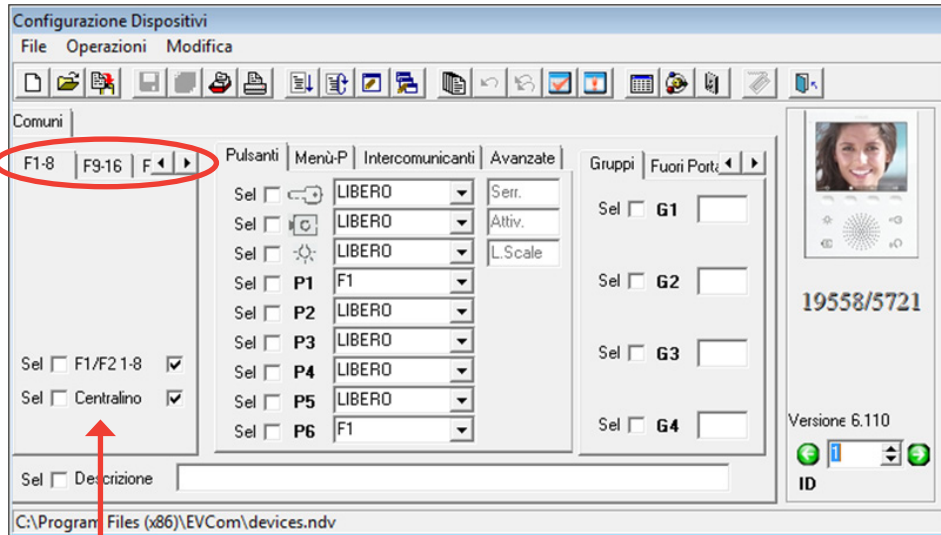 Configurazione Dispositivi
File Operazioni Modifica
Comuni
F1-8 F9-16 F
Pulsanti Menù-P Intercomunicanti Avanzate
Gruppi Fuori Porta
Sel LIBERO Serr.
Sel LIBERO Attiv.
Sel LIBERO L.Scale
Sel P1 F1
Sel P2 LIBERO
Sel P3 LIBERO
Sel P4 LIBERO
Sel P5 LIBERO
Sel P6 F1
Sel G1
Sel G2
Sel G3
Sel G4
Sel F1/F2 1-8
Sel Centralino
Sel Descrizione
19558/5721
Versione 6.110
1
ID
C:\Program Files (x86)\EVCom\devices.ndv